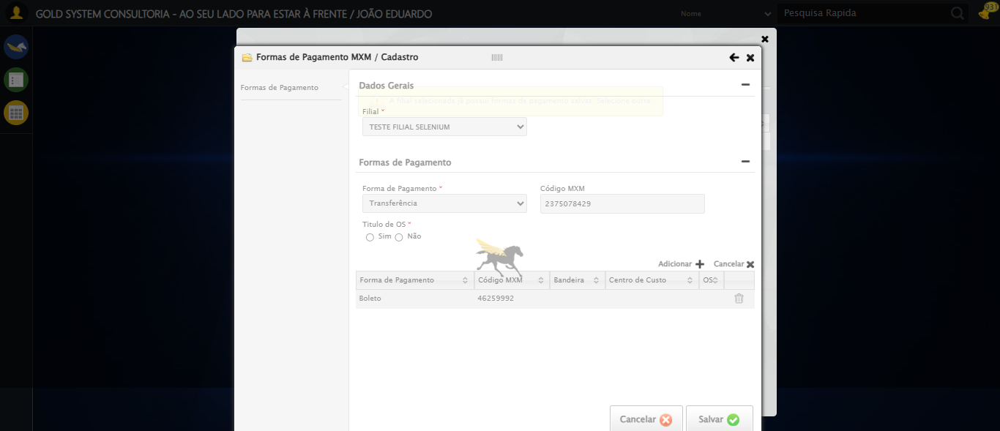 GOLD SYSTEM CONSULTORIA - AO SEU LADO PARA ESTAR À FRENTE / JOÃO EDUARDO
Nome
Pesquisa Rapida
931
Formas de Pagamento MXM / Cadastro
Formas de Pagamento
Dados Gerais
A filial selecionada já possui formas de pagamento salvas. Selecione outra
Filial *
TESTE FILIAL SELENIUM
Formas de Pagamento
Forma de Pagamento * Código MXM
Transferência 2375078429
Titulo de OS *
Sim Não
Adicionar Cancelar
Forma de Pagamento Código MXM Bandeira Centro de Custo OS
Boleto 46259992
Cancelar Salvar